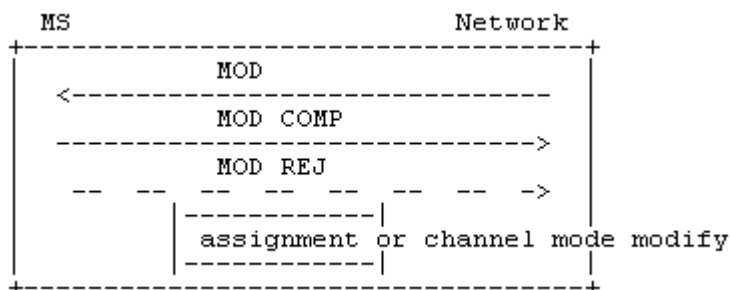 MS Network
MOD
MOD COMP
MOD REJ
assignment or channel mode modify